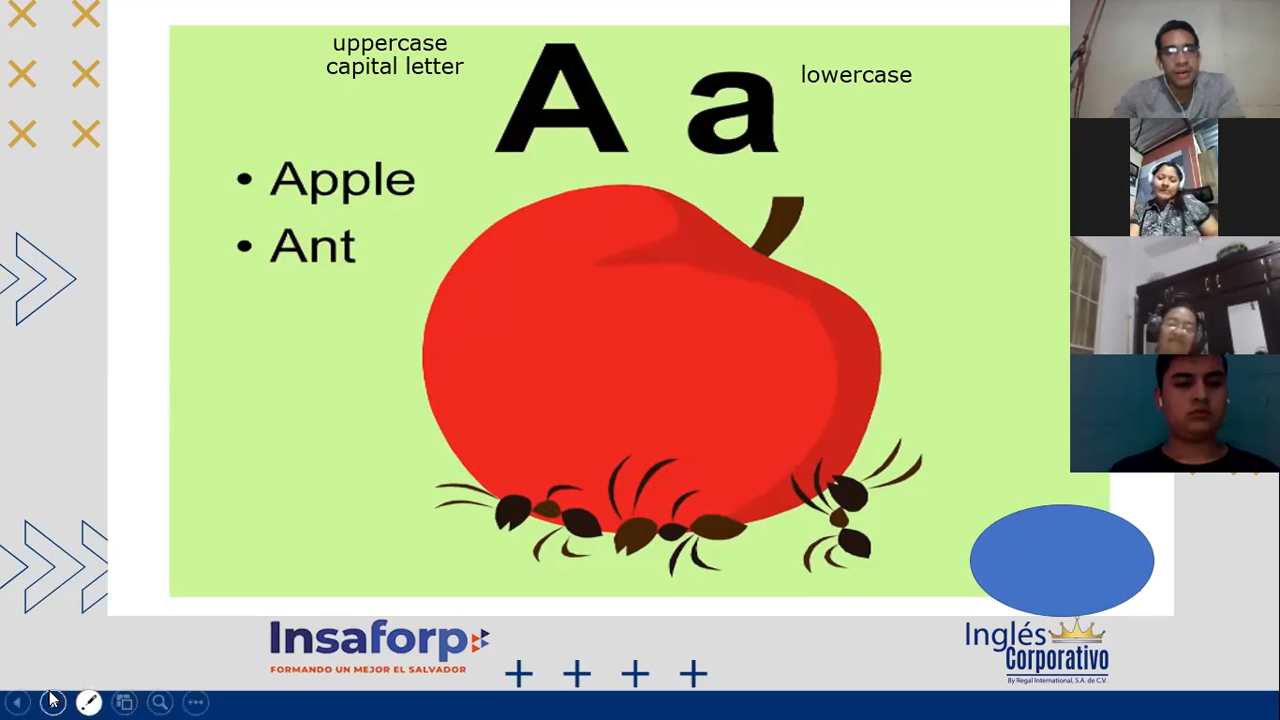 uppercase
capital letter
A a
lowercase
• Apple
• Ant
Insaforp
FORMANDO UN MEJOR EL SALVADOR
Inglés
Corporativo
By Regal International, S.A. de C.V.